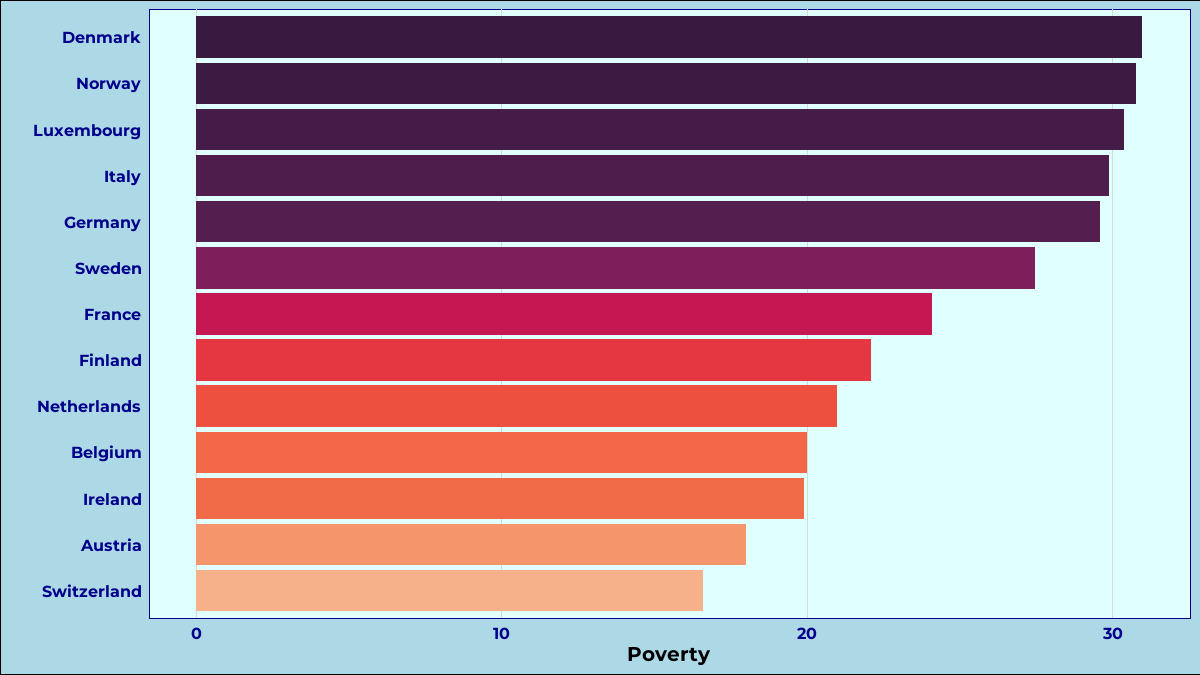 Denmark
Norway
Luxembourg
Italy
Germany
Sweden
France
Finland
Netherlands
Belgium
Ireland
Austria
Switzerland
0 10 20 30
Poverty